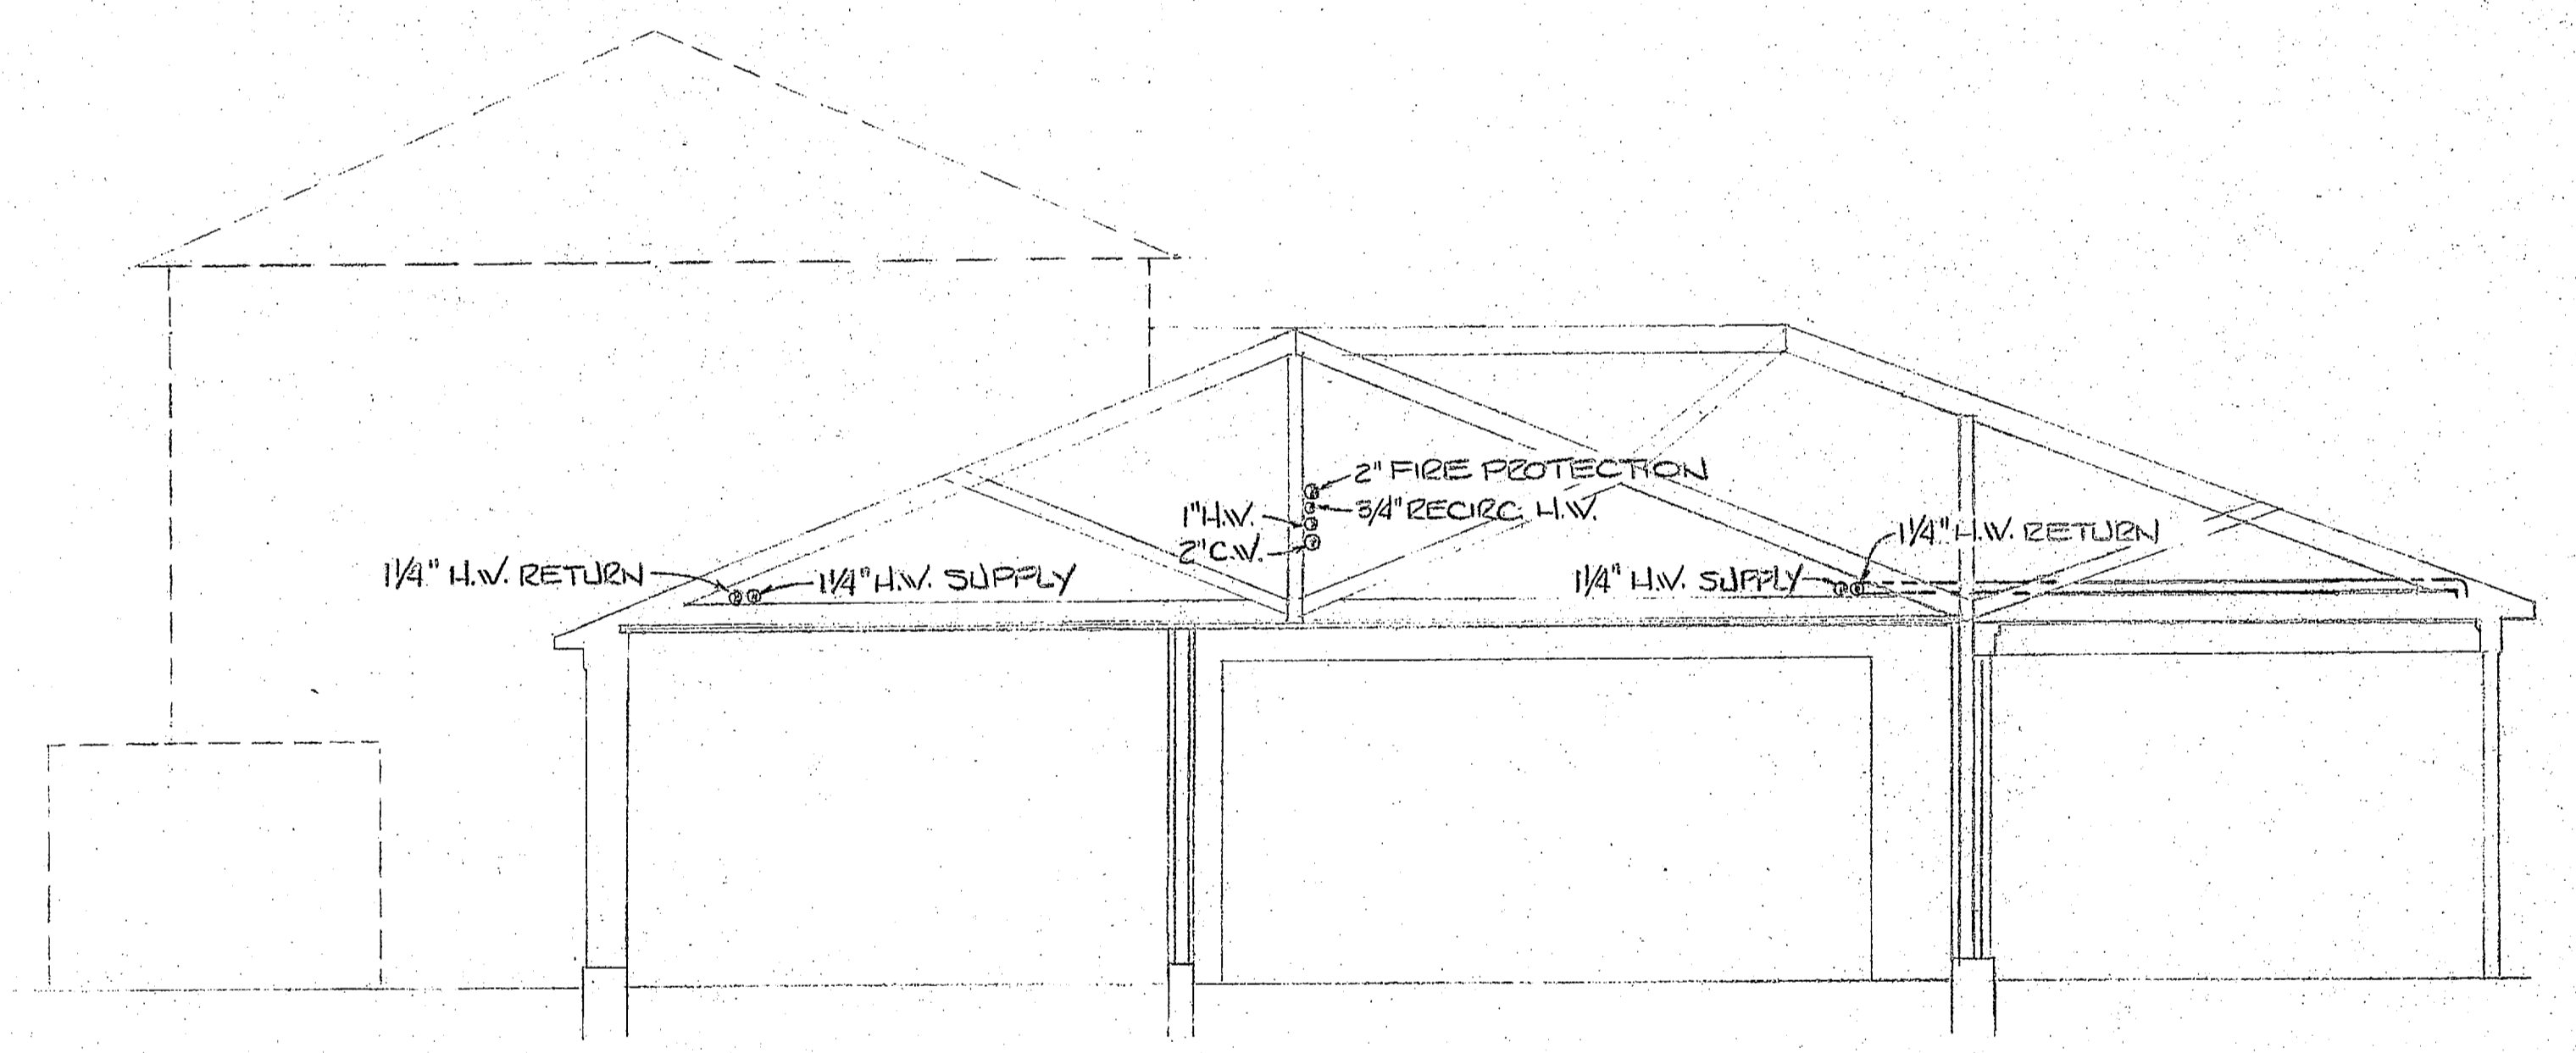 2" FIRE PROTECTION
3/4" RECIRC. H.W.
1" H.W.
2" C.W.
1 1/4" H.W. RETURN
1 1/4" H.W. SUPPLY
1 1/4" H.W. SUPPLY
1 1/4" H.W. RETURN